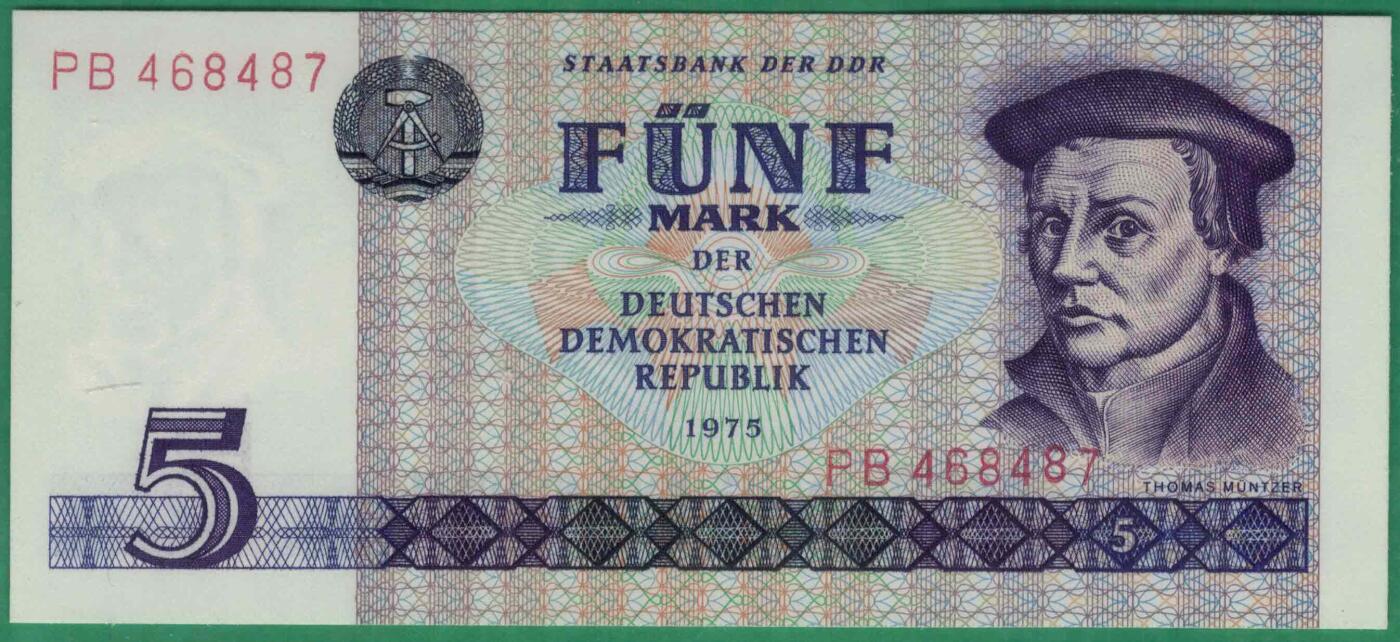 PB 468487
STAATSBANK DER DDR
FÜNF
MARK
DER
DEUTSCHEN
DEMOKRATISCHEN
REPUBLIK
1975
PB 468487
THOMAS MÜNTZER
5
5